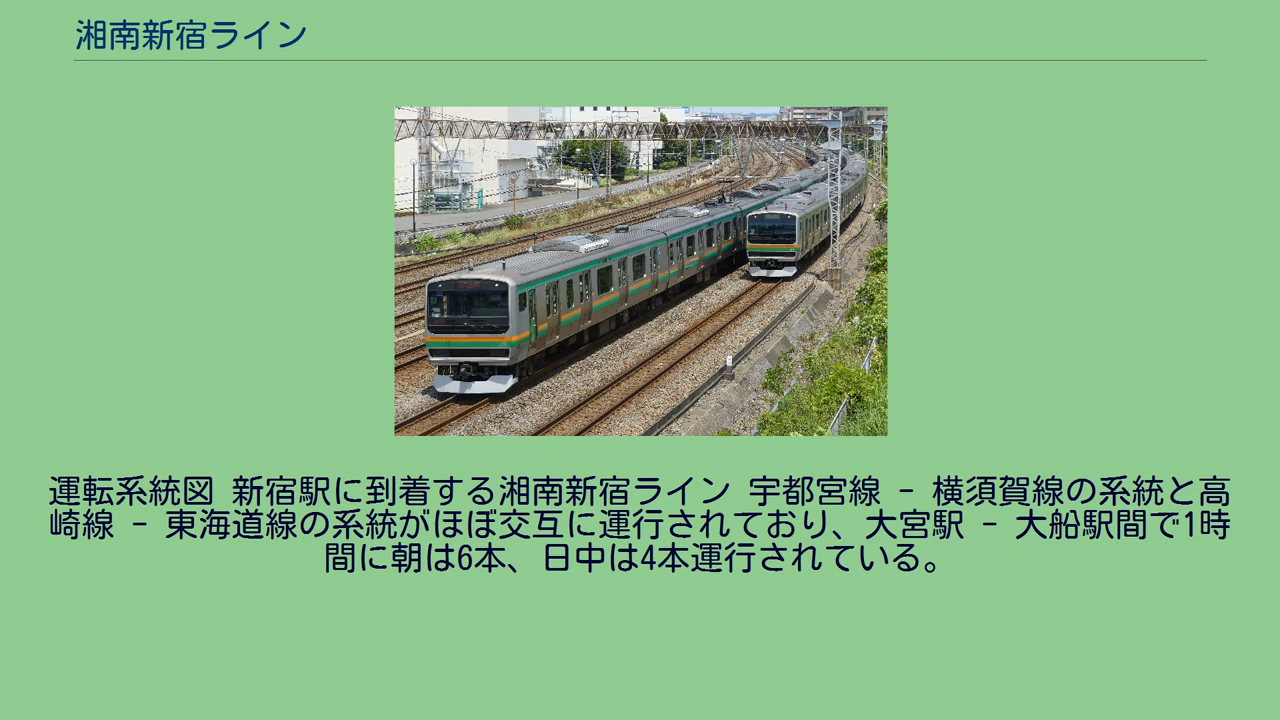 湘南新宿ライン
運転系統図 新宿駅に到着する湘南新宿ライン 宇都宮線 - 横須賀線の系統と高
崎線 - 東海道線の系統がほぼ交互に運行されており、大宮駅 - 大船駅間で1時
間に朝は6本、日中は4本運行されている。